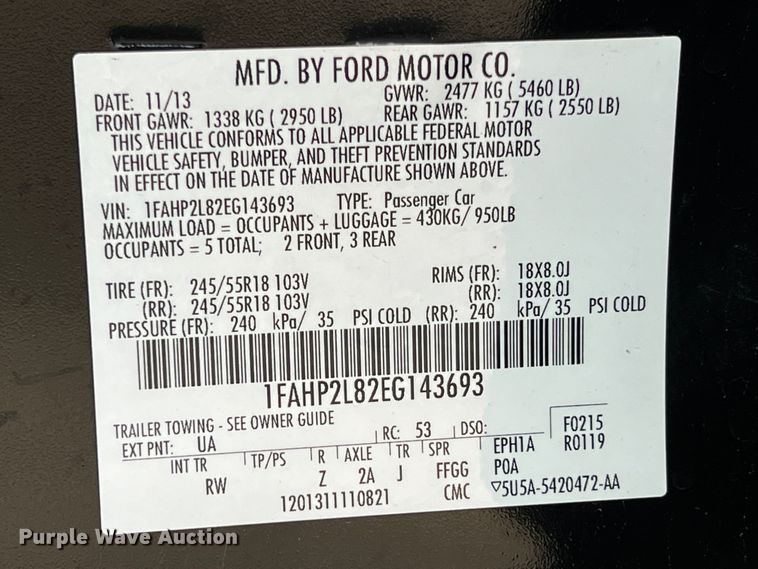 MFD. BY FORD MOTOR CO.
DATE: 11/13 GVWR: 2477 KG ( 5460 LB)
FRONT GAWR: 1338 KG ( 2950 LB) REAR GAWR: 1157 KG ( 2550 LB)
THIS VEHICLE CONFORMS TO ALL APPLICABLE FEDERAL MOTOR
VEHICLE SAFETY, BUMPER, AND THEFT PREVENTION STANDARDS
IN EFFECT ON THE DATE OF MANUFACTURE SHOWN ABOVE.
VIN: 1FAHP2L82EG143693 TYPE: Passenger Car
MAXIMUM LOAD = OCCUPANTS + LUGGAGE = 430KG/ 950LB
OCCUPANTS = 5 TOTAL; 2 FRONT, 3 REAR
TIRE (FR): 245/55R18 103V RIMS (FR): 18X8.0J
(RR): 245/55R18 103V (RR): 18X8.0J
PRESSURE (FR): 240 kPa/ 35 PSI COLD (RR): 240 kPa/ 35 PSI COLD
1FAHP2L82EG143693
TRAILER TOWING - SEE OWNER GUIDE
EXT PNT: UA RC: 53 DSO: F0215
INT TR TP/PS R AXLE TR SPR EPH1A R0119
RW Z 2A J FFGG POA
1201311110821 CMC ▽5U5A-5420472-AA
Purple Wave Auction